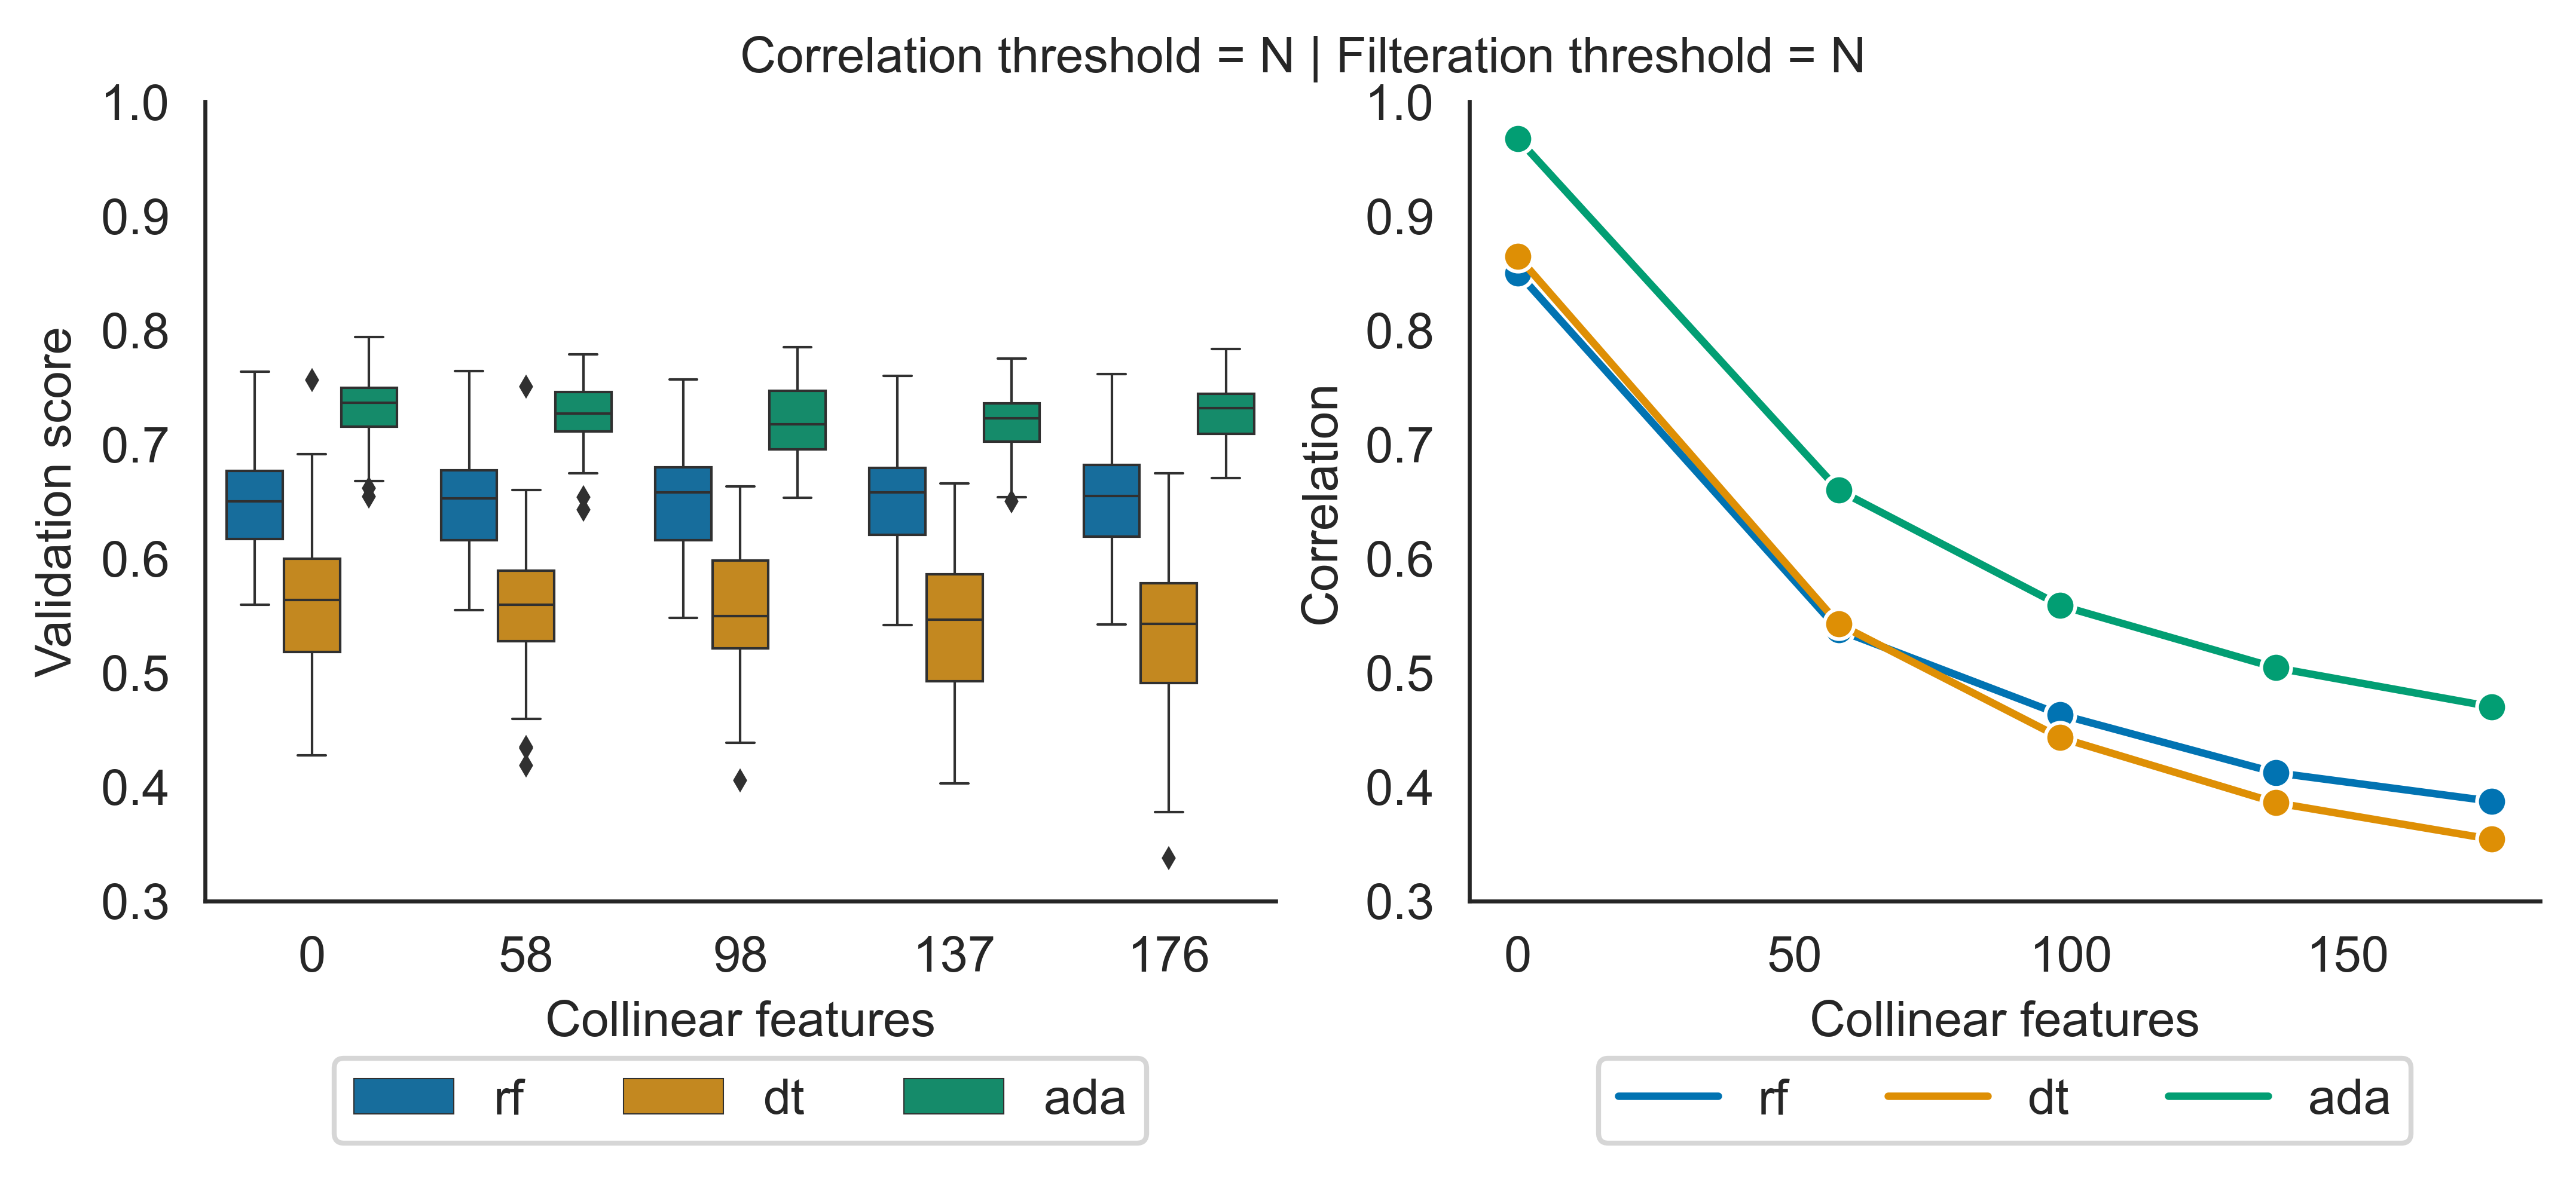 Correlation threshold = N | Filteration threshold = N
1.0
0.9
0.8
0.7
0.6
0.5
0.4
0.3
Validation score
0 58 98 137 176
Collinear features
rf dt ada
1.0
0.9
0.8
0.7
0.6
0.5
0.4
0.3
Correlation
0 50 100 150
Collinear features
rf dt ada